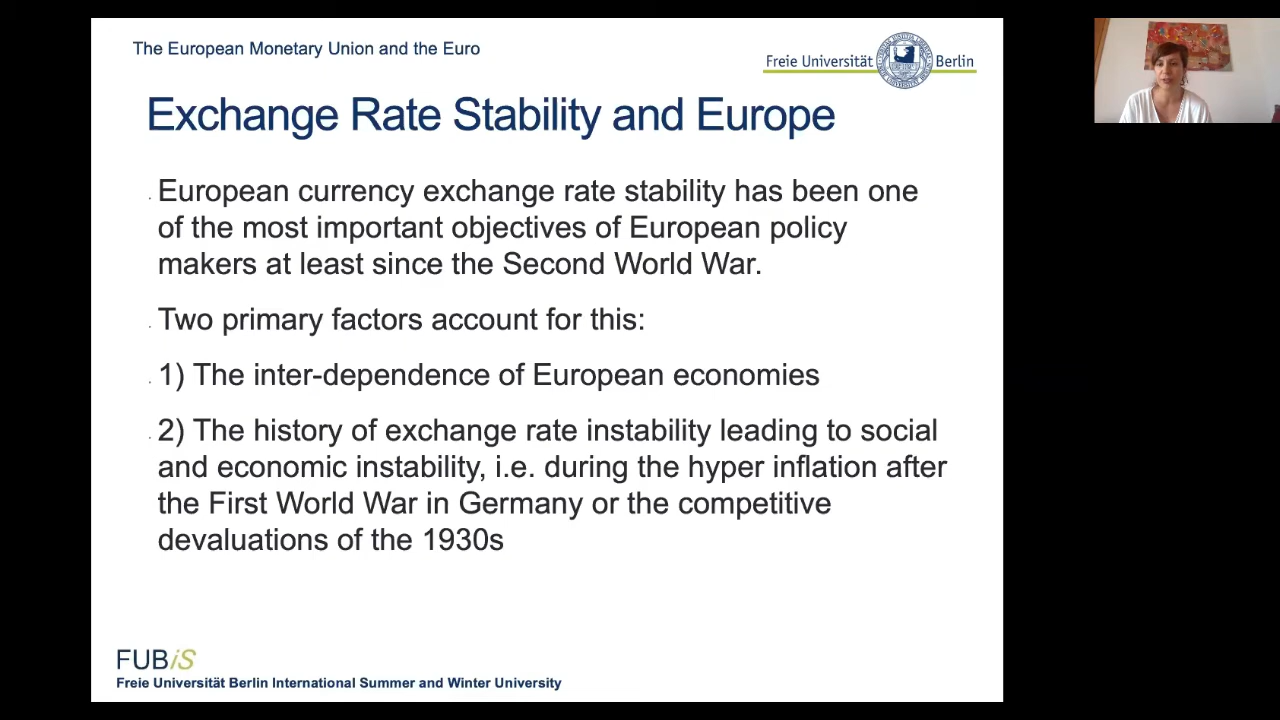 The European Monetary Union and the Euro
Freie Universität Berlin
Exchange Rate Stability and Europe
European currency exchange rate stability has been one
of the most important objectives of European policy
makers at least since the Second World War.
Two primary factors account for this:
1) The inter-dependence of European economies
2) The history of exchange rate instability leading to social
and economic instability, i.e. during the hyper inflation after
the First World War in Germany or the competitive
devaluations of the 1930s
FUBiS
Freie Universität Berlin International Summer and Winter University